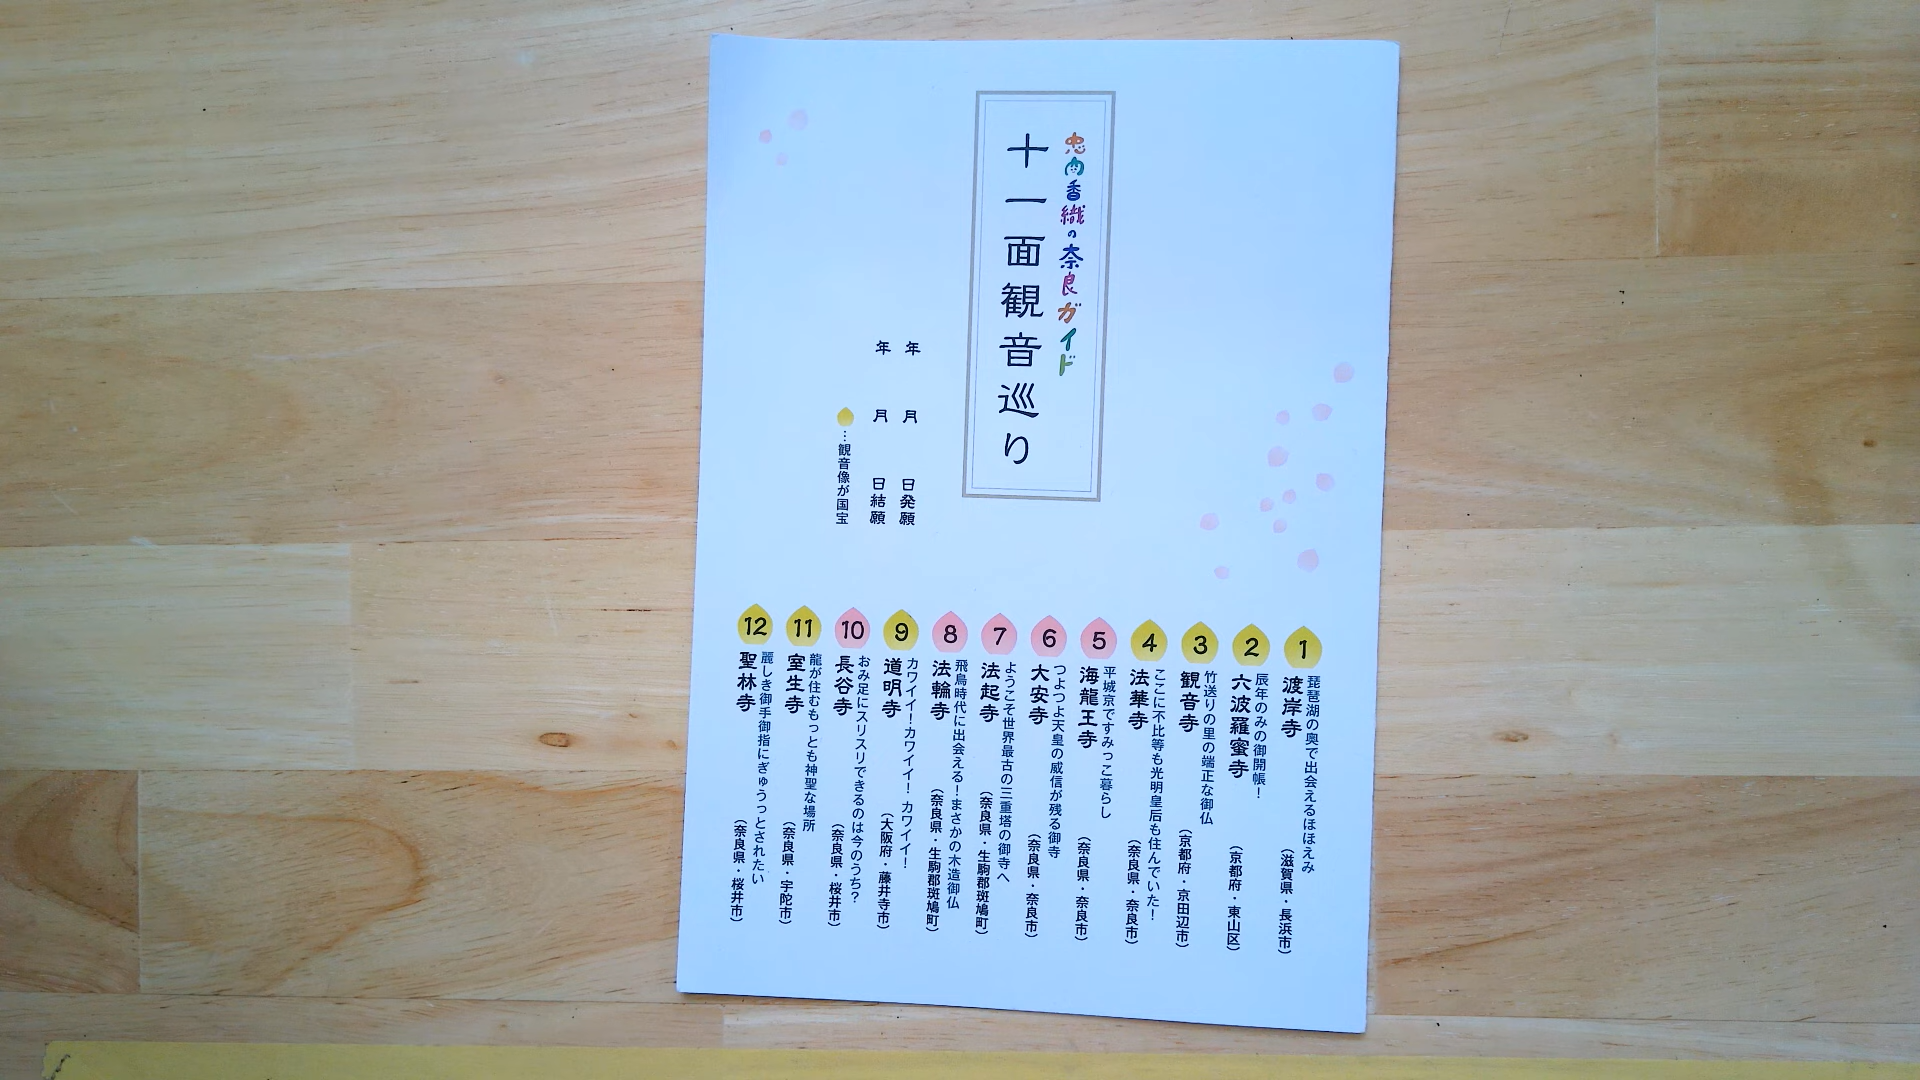 忠内香織の奈良ガイド
十一面観音巡り
年 月 日発願
年 月 日結願
…観音像が国宝
1
琵琶湖の奥で出会えるほほえみ
渡岸寺
(滋賀県・長浜市)
2
辰年のみの御開帳!
六波羅蜜寺
(京都府・東山区)
3
竹送りの里の端正な御仏
観音寺
(京都府・京田辺市)
4
ここに不比等も光明皇后も住んでいた!
法華寺
(奈良県・奈良市)
5
平城京ですみっこ暮らし
海龍王寺
(奈良県・奈良市)
6
つよつよ天皇の威信が残る御寺
大安寺
(奈良県・奈良市)
7
ようこそ世界最古の三重塔の御寺へ
法起寺
(奈良県・生駒郡斑鳩町)
8
飛鳥時代に出会える!まさかの木造御仏
法輪寺
(奈良県・生駒郡斑鳩町)
9
カワイイ!カワイイ!カワイイ!
道明寺
(大阪府・藤井寺市)
10
おみ足にスリスリできるのは今のうち?
長谷寺
(奈良県・桜井市)
11
龍が住むもっとも神聖な場所
室生寺
(奈良県・宇陀市)
12
麗しき御手御指にぎゅうっとされたい
聖林寺
(奈良県・桜井市)